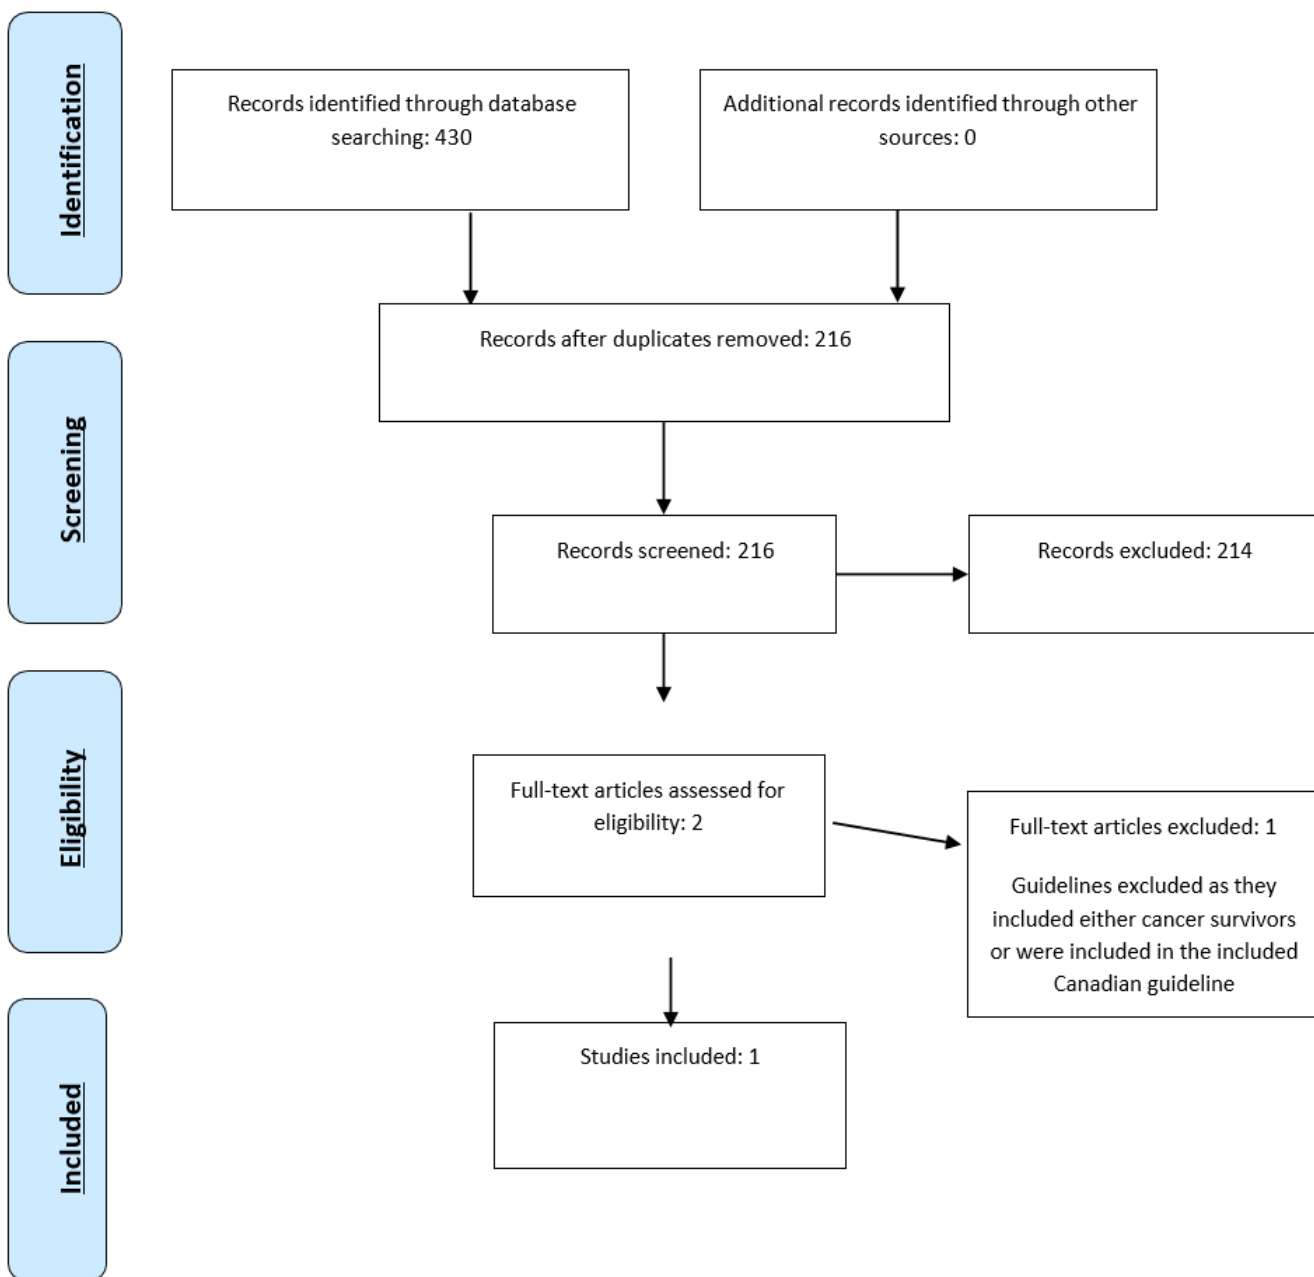 Identification
Records identified through database
searching: 430
Additional records identified through other
sources: 0
Records after duplicates removed: 216
Screening
Records screened: 216
Records excluded: 214
Eligibility
Full-text articles assessed for
eligibility: 2
Full-text articles excluded: 1
Guidelines excluded as they
included either cancer survivors
or were included in the included
Canadian guideline
Included
Studies included: 1